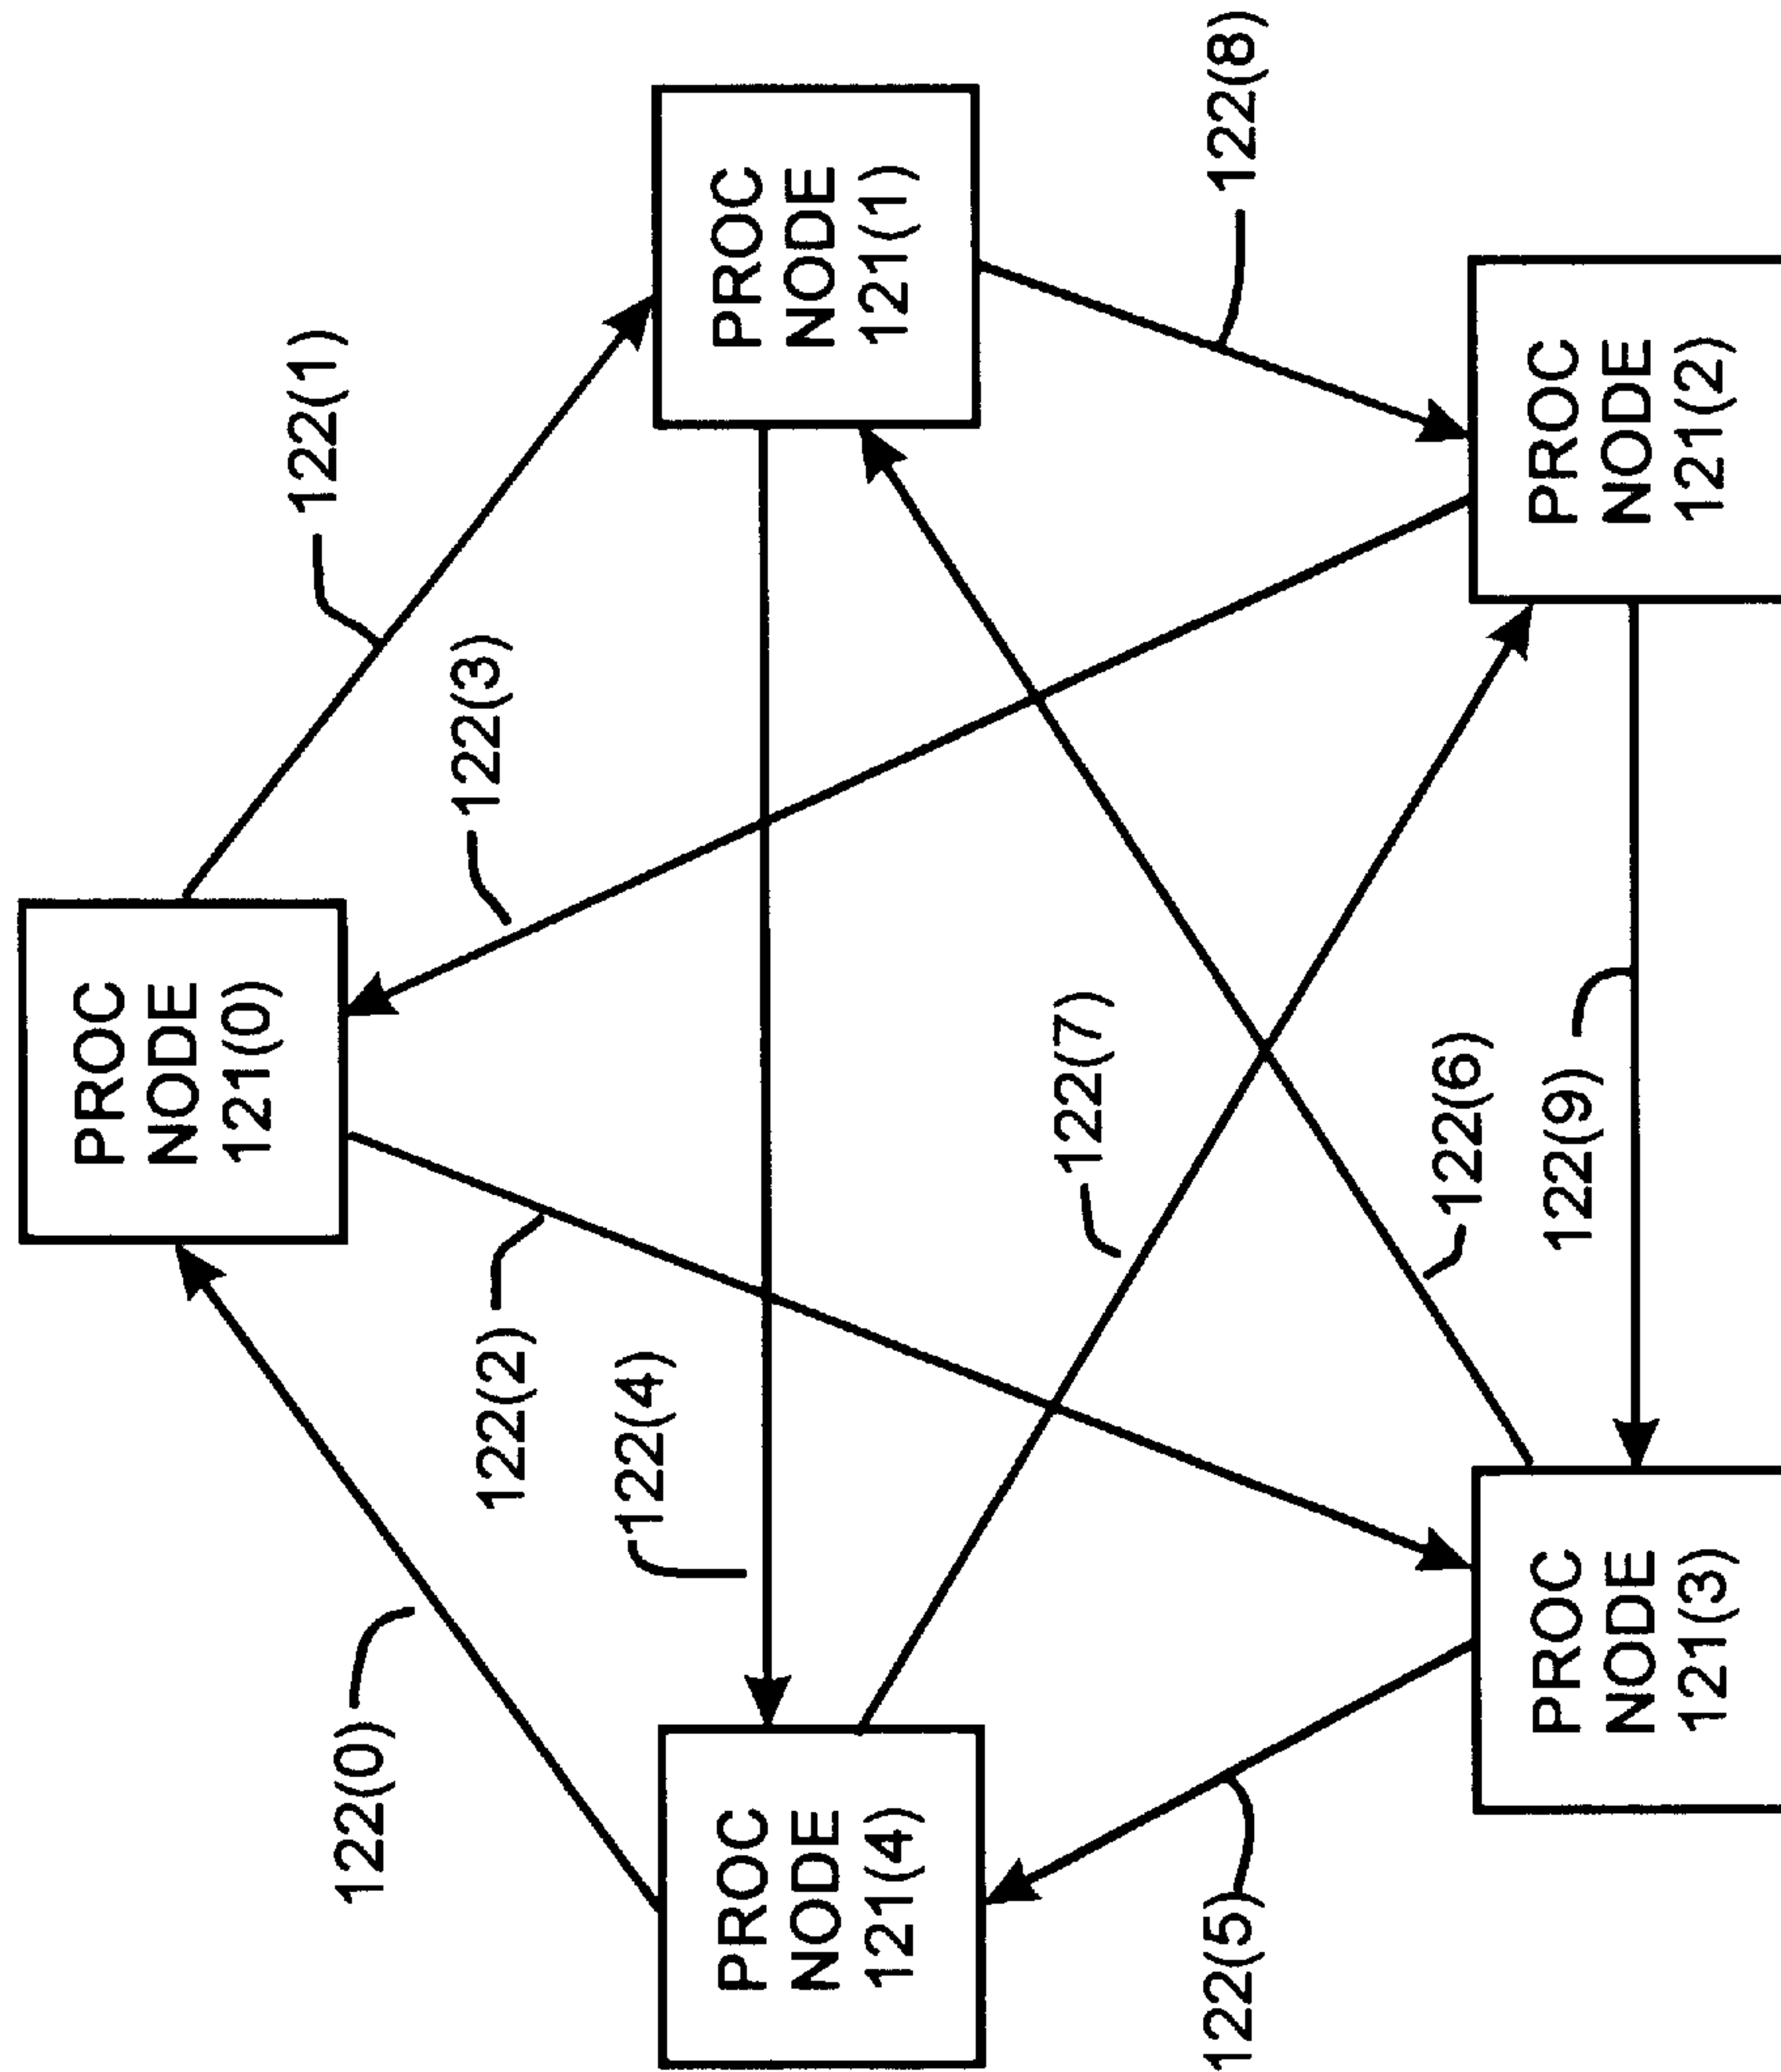 PROC
NODE
121(0)
122(1)
122(3)
122(0)
122(2)
122(4)
PROC
NODE
121(1)
PROC
NODE
121(4)
122(7)
122(8)
122(5)
122(6)
122(9)
PROC
NODE
121(2)
PROC
NODE
121(3)